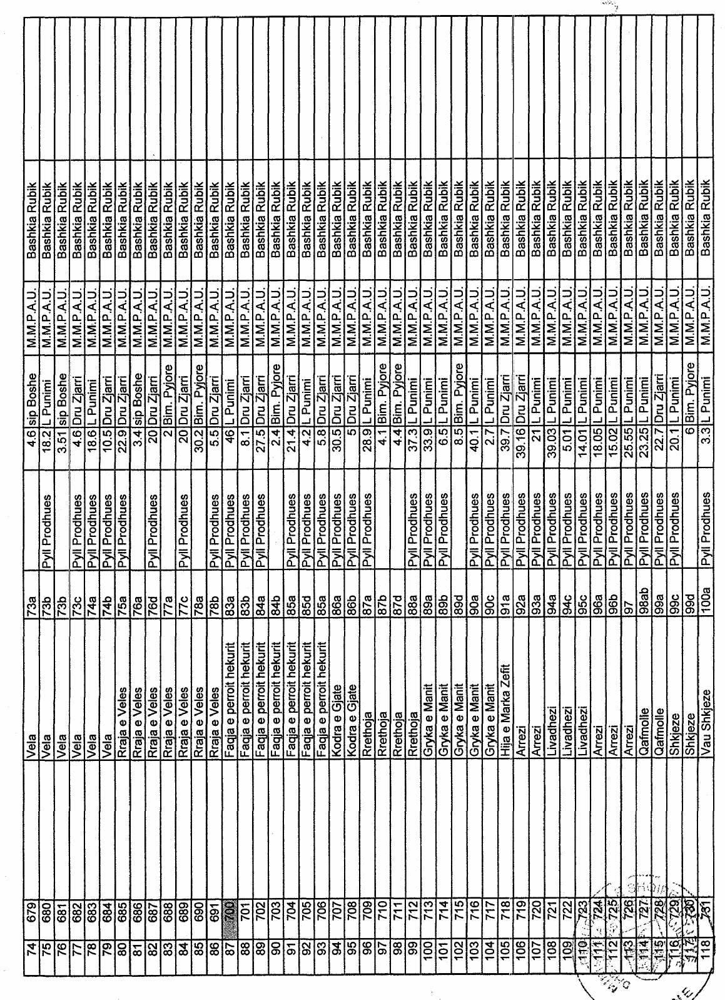 74 679 Vela 73a 4.6 sip Boshe M.M.P.A.U. Bashkia Rubik
75 680 Vela 73b Pyll Prodhues 18.2 L Punimi M.M.P.A.U. Bashkia Rubik
76 681 Vela 73b 3.51 sip Boshe M.M.P.A.U. Bashkia Rubik
77 682 Vela 73c Pyll Prodhues 4.6 Dru Zjarri M.M.P.A.U. Bashkia Rubik
78 683 Vela 74a Pyll Prodhues 18.6 L Punimi M.M.P.A.U. Bashkia Rubik
79 684 Vela 74b Pyll Prodhues 10.5 Dru Zjarri M.M.P.A.U. Bashkia Rubik
80 685 Rraja e Veles 75a Pyll Prodhues 22.9 Dru Zjarri M.M.P.A.U. Bashkia Rubik
81 686 Rraja e Veles 76a 3.4 sip Boshe M.M.P.A.U. Bashkia Rubik
82 687 Rraja e Veles 76d Pyll Prodhues 20 Dru Zjarri M.M.P.A.U. Bashkia Rubik
83 688 Rraja e Veles 77a 2 Bim. Pyjore M.M.P.A.U. Bashkia Rubik
84 689 Rraja e Veles 77c Pyll Prodhues 20 Dru Zjarri M.M.P.A.U. Bashkia Rubik
85 690 Rraja e Veles 78a 30.2 Bim. Pyjore M.M.P.A.U. Bashkia Rubik
86 691 Rraja e Veles 78b Pyll Prodhues 5.5 Dru Zjarri M.M.P.A.U. Bashkia Rubik
87 700 Faqja e perroit hekurit 83a Pyll Prodhues 46 L Punimi M.M.P.A.U. Bashkia Rubik
88 701 Faqja e perroit hekurit 83b Pyll Prodhues 8.1 Dru Zjarri M.M.P.A.U. Bashkia Rubik
89 702 Faqja e perroit hekurit 84a Pyll Prodhues 27.5 Dru Zjarri M.M.P.A.U. Bashkia Rubik
90 703 Faqja e perroit hekurit 84b 2.4 Bim. Pyjore M.M.P.A.U. Bashkia Rubik
91 704 Faqja e perroit hekurit 85a Pyll Prodhues 21.4 Dru Zjarri M.M.P.A.U. Bashkia Rubik
92 705 Faqja e perroit hekurit 85d Pyll Prodhues 4.2 L Punimi M.M.P.A.U. Bashkia Rubik
93 706 Faqja e perroit hekurit 85a Pyll Prodhues 5.8 Dru Zjarri M.M.P.A.U. Bashkia Rubik
94 707 Kodra e Gjate 86a Pyll Prodhues 30.5 Dru Zjarri M.M.P.A.U. Bashkia Rubik
95 708 Kodra e Gjate 86b Pyll Prodhues 5 Dru Zjarri M.M.P.A.U. Bashkia Rubik
96 709 Rrethoja 87a Pyll Prodhues 28.9 L Punimi M.M.P.A.U. Bashkia Rubik
97 710 Rrethoja 87b 4.1 Bim. Pyjore M.M.P.A.U. Bashkia Rubik
98 711 Rrethoja 87d 4.4 Bim. Pyjore M.M.P.A.U. Bashkia Rubik
99 712 Rrethoja 88a Pyll Prodhues 37.3 L Punimi M.M.P.A.U. Bashkia Rubik
100 713 Gryka e Manit 89a Pyll Prodhues 33.9 L Punimi M.M.P.A.U. Bashkia Rubik
101 714 Gryka e Manit 89b Pyll Prodhues 6.5 L Punimi M.M.P.A.U. Bashkia Rubik
102 715 Gryka e Manit 89d 8.5 Bim. Pyjore M.M.P.A.U. Bashkia Rubik
103 716 Gryka e Manit 90a Pyll Prodhues 40.1 L Punimi M.M.P.A.U. Bashkia Rubik
104 717 Gryka e Manit 90c Pyll Prodhues 2.7 L Punimi M.M.P.A.U. Bashkia Rubik
105 718 Hija e Marka Zefit 91a Pyll Prodhues 39.7 Dru Zjarri M.M.P.A.U. Bashkia Rubik
106 719 Arrezi 92a Pyll Prodhues 39.16 Dru Zjarri M.M.P.A.U. Bashkia Rubik
107 720 Arrezi 93a Pyll Prodhues 21 L Punimi M.M.P.A.U. Bashkia Rubik
108 721 Livadhezi 94a Pyll Prodhues 39.03 L Punimi M.M.P.A.U. Bashkia Rubik
109 722 Livadhezi 94c Pyll Prodhues 5.01 L Punimi M.M.P.A.U. Bashkia Rubik
110 723 Livadhezi 95c Pyll Prodhues 14.01 L Punimi M.M.P.A.U. Bashkia Rubik
111 724 Arrezi 96a Pyll Prodhues 18.05 L Punimi M.M.P.A.U. Bashkia Rubik
112 725 Arrezi 96b Pyll Prodhues 15.02 L Punimi M.M.P.A.U. Bashkia Rubik
113 726 Arrezi 97 Pyll Prodhues 25.55 L Punimi M.M.P.A.U. Bashkia Rubik
114 727 Qafmolle 98ab Pyll Prodhues 23.25 L Punimi M.M.P.A.U. Bashkia Rubik
115 728 Qafmolle 99a Pyll Prodhues 22.7 Dru Zjarri M.M.P.A.U. Bashkia Rubik
116 729 Shkjeze 99c Pyll Prodhues 20.1 L Punimi M.M.P.A.U. Bashkia Rubik
117 730 Shkjeze 99d 6 Bim. Pyjore M.M.P.A.U. Bashkia Rubik
118 731 Vau Shkjeze 100a Pyll Prodhues 3.3 L Punimi M.M.P.A.U. Bashkia Rubik